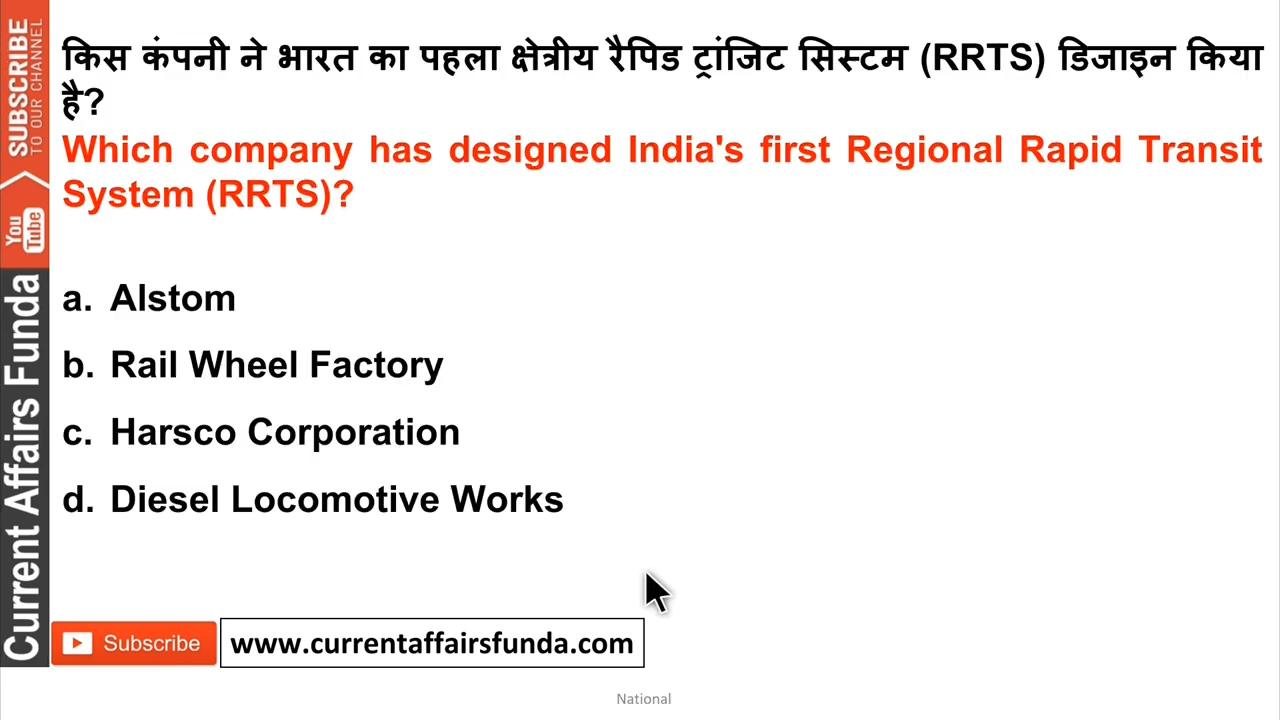 किस कंपनी ने भारत का पहला क्षेत्रीय रैपिड ट्रांजिट सिस्टम (RRTS) डिजाइन किया
है?
Which company has designed India's first Regional Rapid Transit
System (RRTS)?
a. Alstom
b. Rail Wheel Factory
c. Harsco Corporation
d. Diesel Locomotive Works
SUBSCRIBE
TO OUR CHANNEL
You
Tube
Current Affairs Funda
Subscribe
www.currentaffairsfunda.com
National